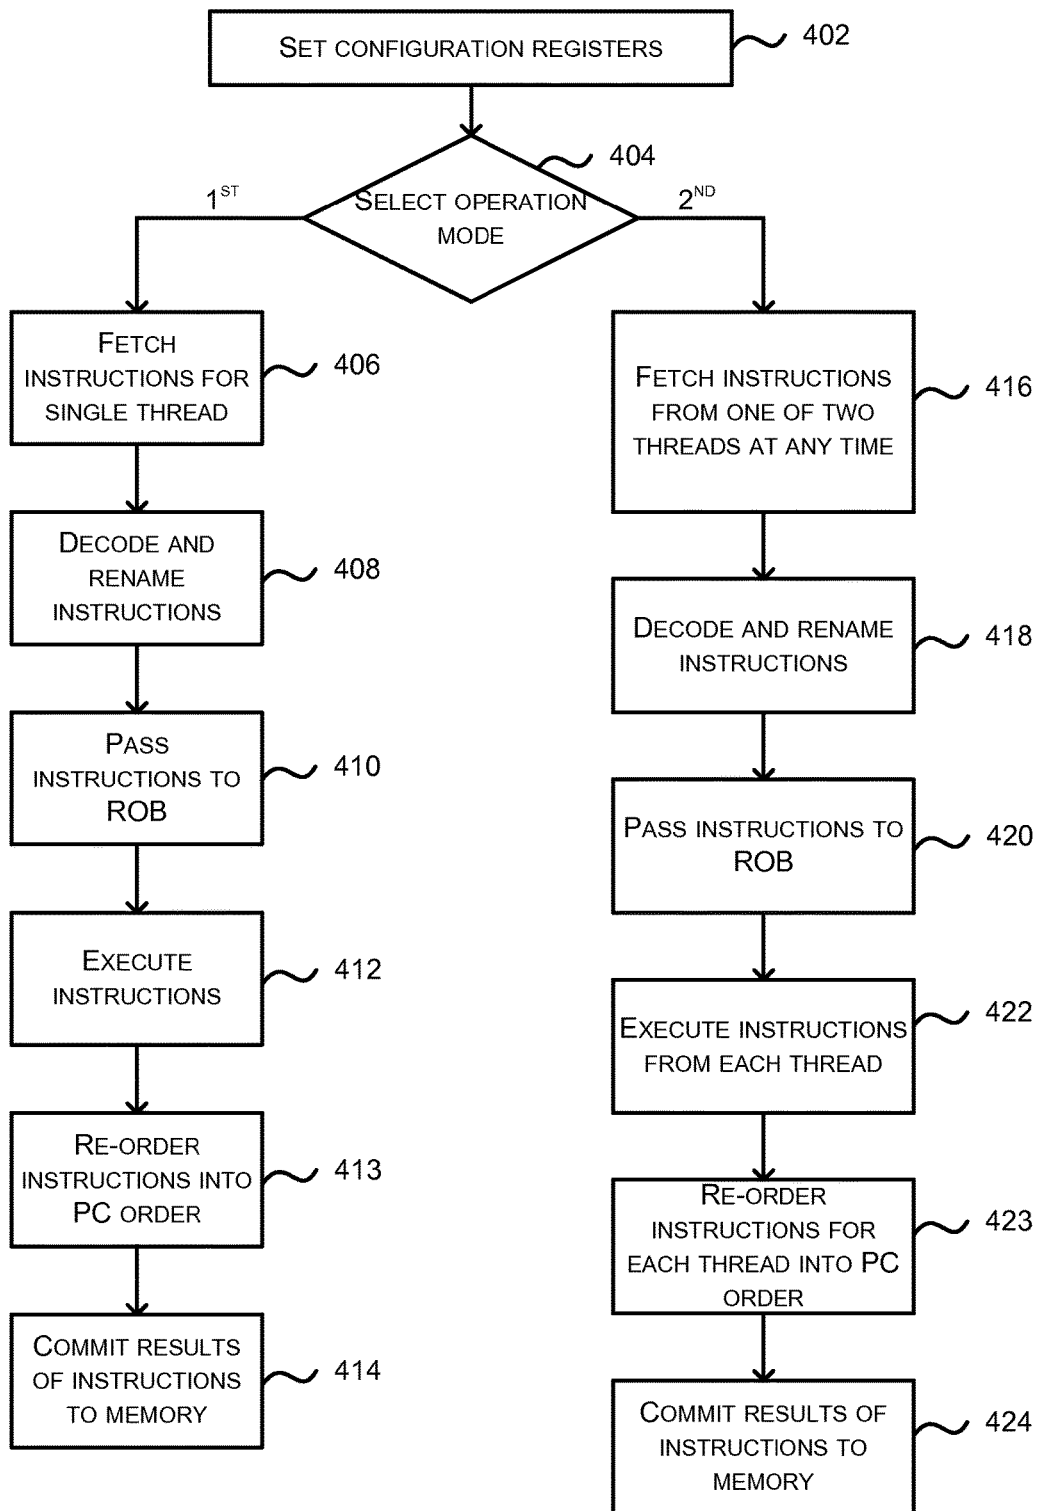 SET CONFIGURATION REGISTERS
402
404
SELECT OPERATION
MODE
1ST
2ND
FETCH
INSTRUCTIONS FOR
SINGLE THREAD
406
DECODE AND
RENAME
INSTRUCTIONS
408
PASS
INSTRUCTIONS TO
ROB
410
EXECUTE
INSTRUCTIONS
412
RE-ORDER
INSTRUCTIONS INTO
PC ORDER
413
COMMIT RESULTS
OF INSTRUCTIONS
TO MEMORY
414
FETCH INSTRUCTIONS
FROM ONE OF TWO
THREADS AT ANY TIME
416
DECODE AND RENAME
INSTRUCTIONS
418
PASS INSTRUCTIONS TO
ROB
420
EXECUTE INSTRUCTIONS
FROM EACH THREAD
422
RE-ORDER
INSTRUCTIONS FOR
EACH THREAD INTO PC
ORDER
423
COMMIT RESULTS OF
INSTRUCTIONS TO
MEMORY
424